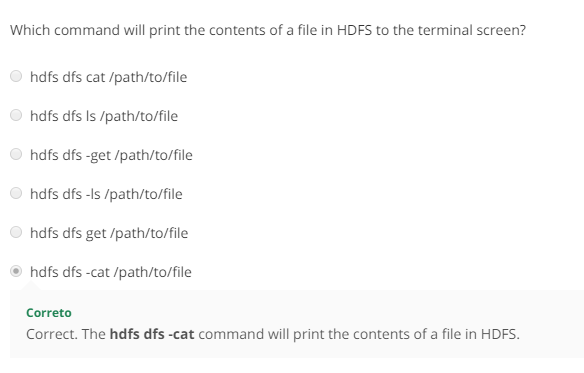 Which command will print the contents of a file in HDFS to the terminal screen?
hdfs dfs cat /path/to/file
hdfs dfs ls /path/to/file
hdfs dfs -get /path/to/file
hdfs dfs -ls /path/to/file
hdfs dfs get /path/to/file
hdfs dfs -cat /path/to/file
Correto
Correct. The hdfs dfs -cat command will print the contents of a file in HDFS.